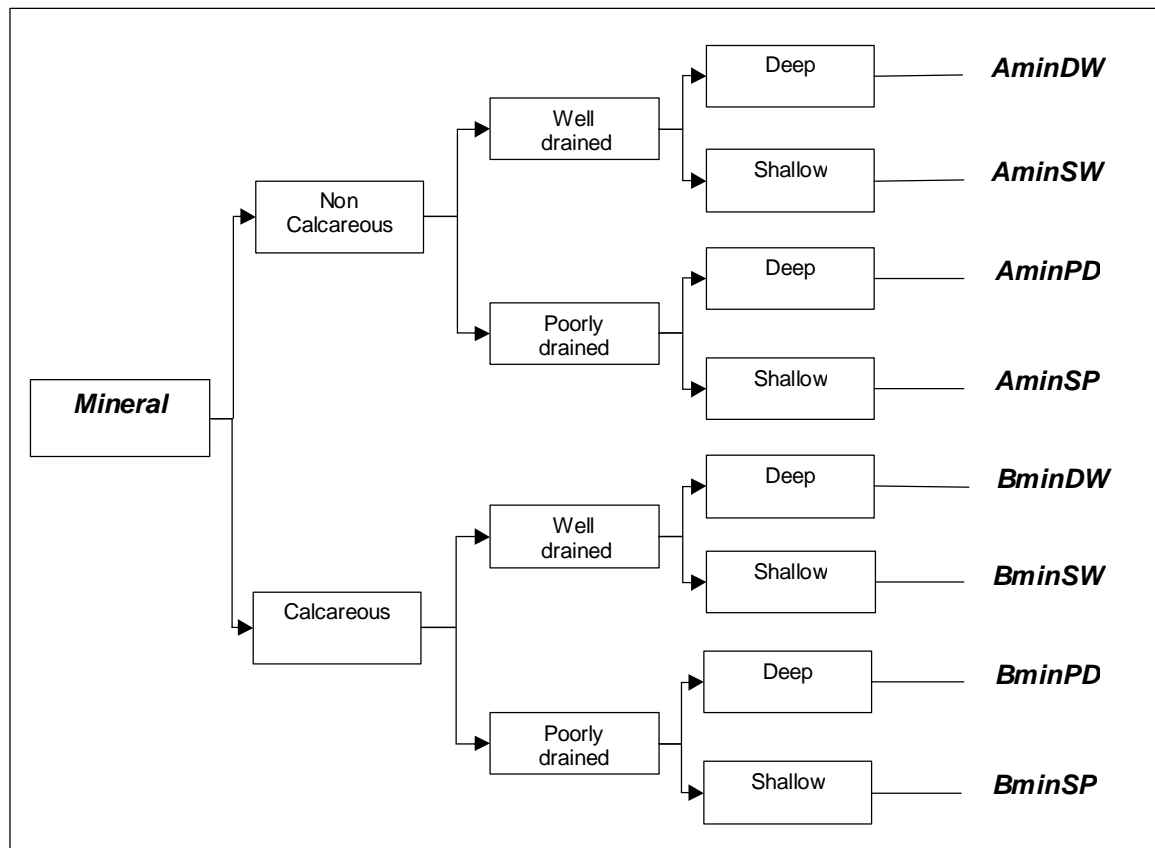 Deep
AminDW
Well
drained
Shallow
AminSW
Non
Calcareous
Deep
AminPD
Poorly
drained
Shallow
AminSP
Mineral
Deep
BminDW
Well
drained
Shallow
BminSW
Calcareous
Deep
BminPD
Poorly
drained
Shallow
BminSP